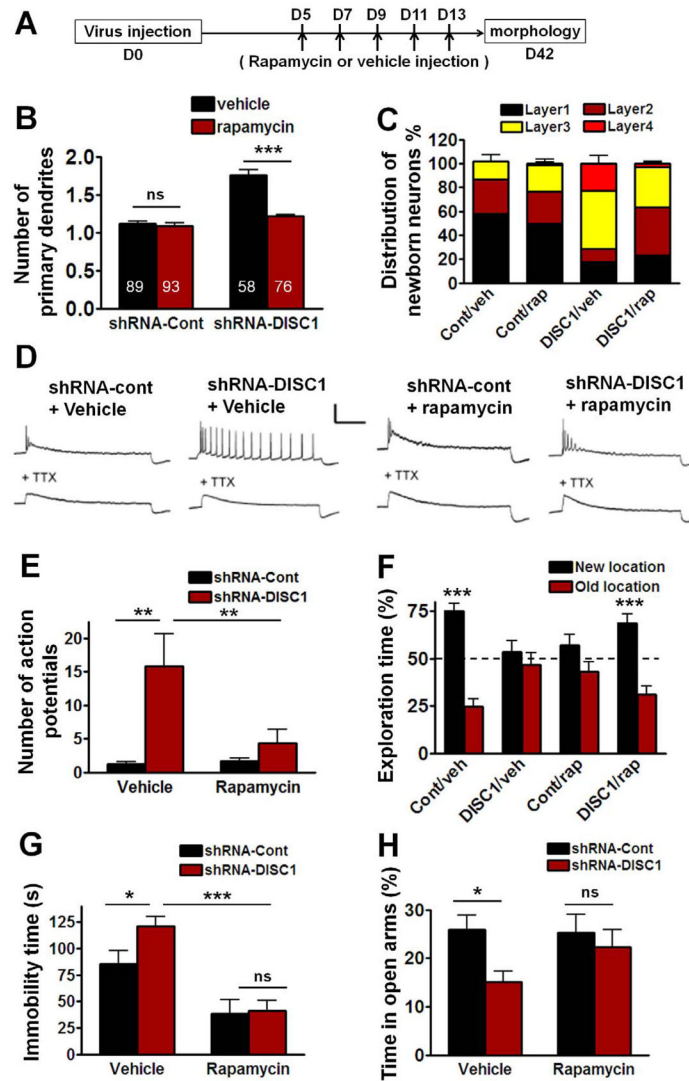 A
Virus injection
D0
D5 D7 D9 D11 D13
( Rapamycin or vehicle injection )
morphology
D42
B
vehicle
rapamycin
Number of
primary dendrites
2.0
1.5
1.0
0.5
0.0
ns
***
89 93 58 76
shRNA-Cont shRNA-DISC1
C
Layer1 Layer2
Layer3 Layer4
Distribution of
newborn neurons %
120
100
80
60
40
20
0
Cont/veh Cont/rap DISC1/veh DISC1/rap
D
shRNA-cont
+ Vehicle
shRNA-DISC1
+ Vehicle
shRNA-cont
+ rapamycin
shRNA-DISC1
+ rapamycin
+ TTX + TTX + TTX + TTX
E
shRNA-Cont
shRNA-DISC1
Number of action
potentials
20
15
10
5
0
** **
Vehicle Rapamycin
F
New location
Old location
Exploration time (%)
75
50
25
0
*** ***
Cont/veh DISC1/veh Cont/rap DISC1/rap
G
shRNA-Cont
shRNA-DISC1
Immobility time (s)
125
100
75
50
25
0
* *** ns
Vehicle Rapamycin
H
shRNA-Cont
shRNA-DISC1
Time in open arms (%)
30
20
10
0
* ns
Vehicle Rapamycin